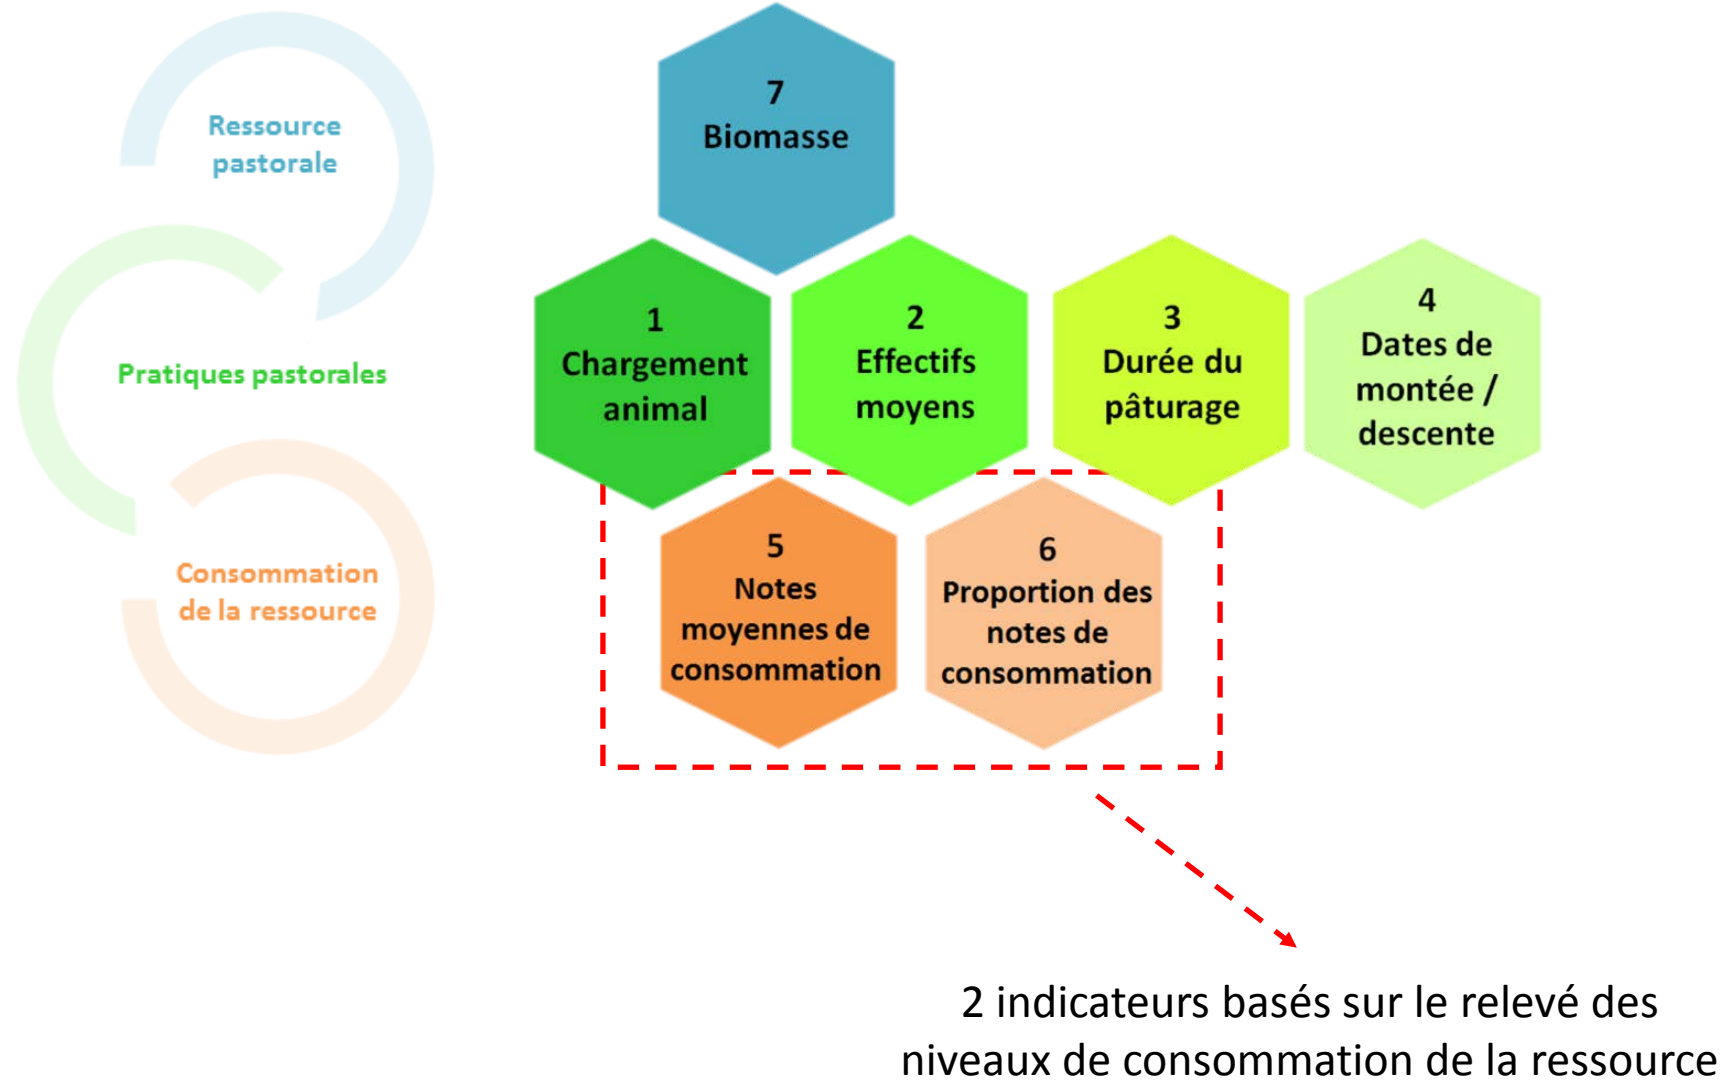 Ressource
pastorale
Pratiques pastorales
Consommation
de la ressource
7
Biomasse
1
Chargement
animal
2
Effectifs
moyens
3
Durée du
pâturage
4
Dates de
montée /
descente
5
Notes
moyennes de
consommation
6
Proportion des
notes de
consommation
2 indicateurs basés sur le relevé des
niveaux de consommation de la ressource